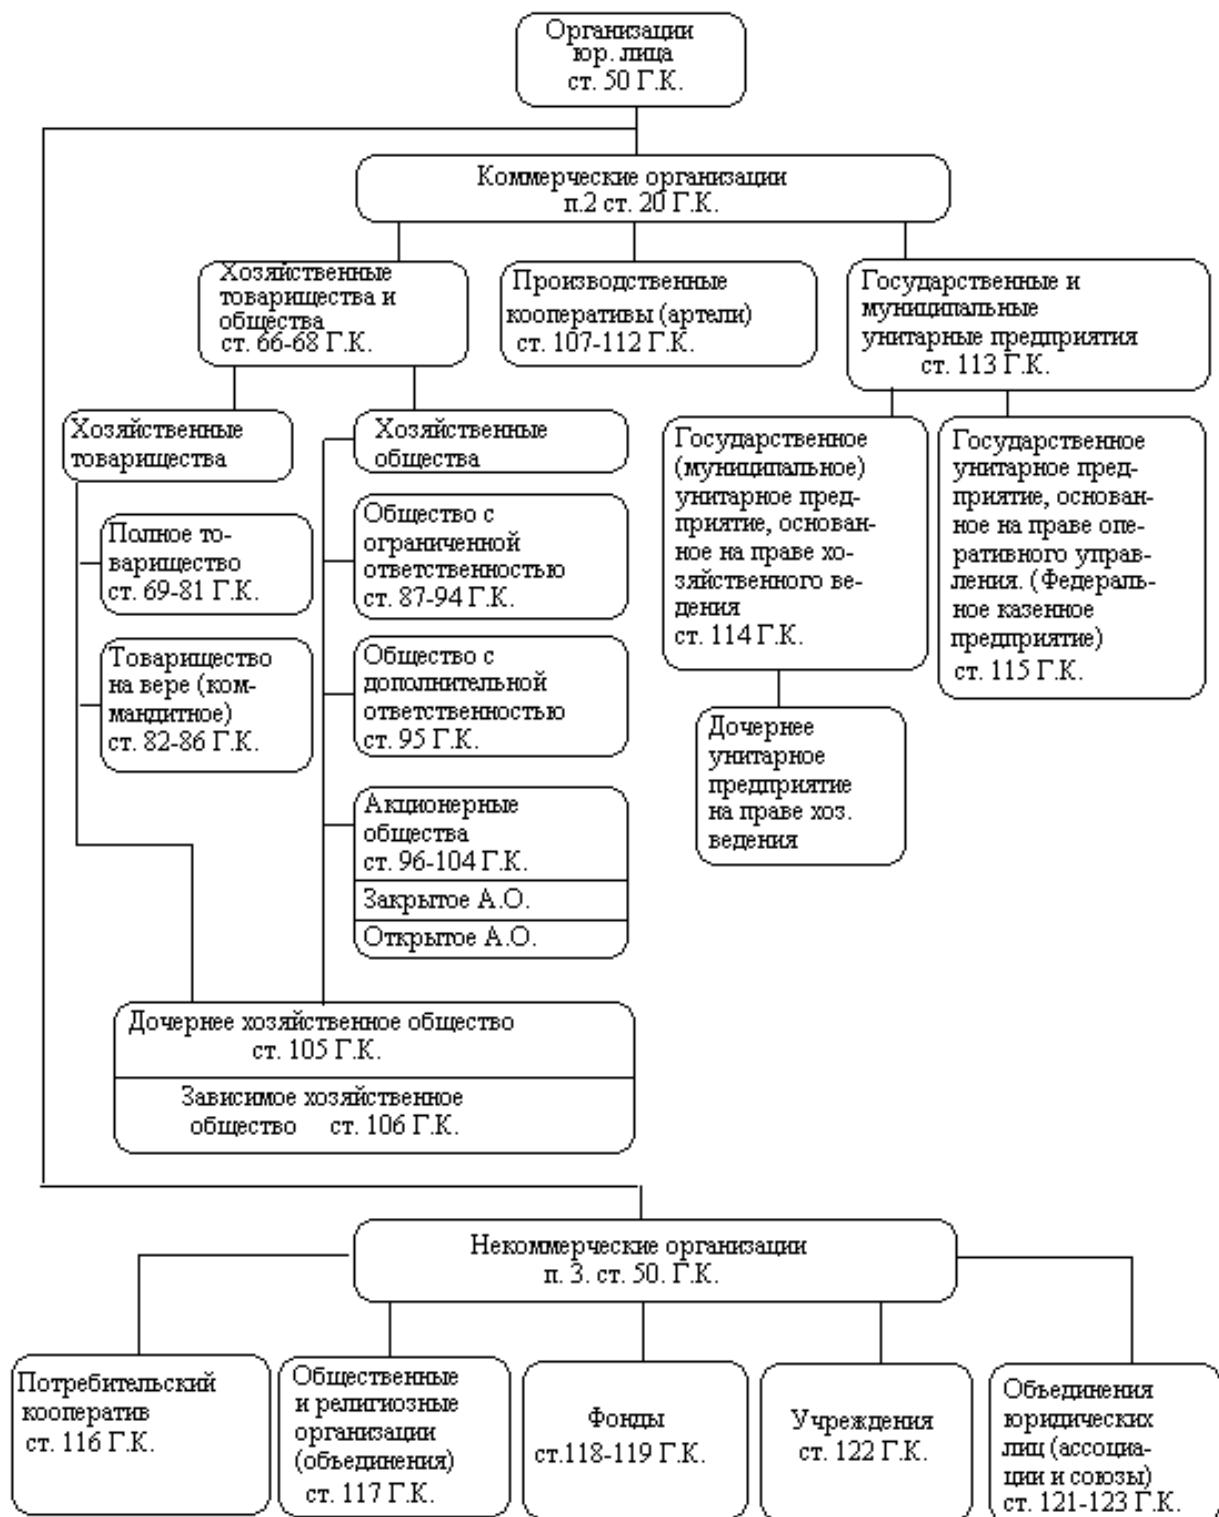 Организации
юр. лица
ст. 50 Г.К.
Коммерческие организации
п.2 ст. 20 Г.К.
Хозяйственные
товарищества и
общества
ст. 66-68 Г.К.
Производственные
кооперативы (артели)
ст. 107-112 Г.К.
Государственные и
муниципальные
унитарные предприятия
ст. 113 Г.К.
Хозяйственные
товарищества
Хозяйственные
общества
Государственное
(муниципальное)
унитарное пред-
приятие, основан-
ное на праве хо-
зяйственного ве-
дения
ст. 114 Г.К.
Государственное
унитарное пред-
приятие, основан-
ное на праве опе-
ративного управ-
ления. (Федераль-
ное казенное
предприятие)
ст. 115 Г.К.
Полное то-
варищество
ст. 69-81 Г.К.
Общество с
ограниченной
ответственностью
ст. 87-94 Г.К.
Товарищество
на вере (ком-
мандитное)
ст. 82-86 Г.К.
Общество с
дополнительной
ответственностью
ст. 95 Г.К.
Дочернее
унитарное
предприятие
на праве хоз.
ведения
Акционерные
общества
ст. 96-104 Г.К.
Закрытое А.О.
Открытое А.О.
Дочернее хозяйственное общество
ст. 105 Г.К.
Зависимое хозяйственное
общество ст. 106 Г.К.
Некоммерческие организации
п. 3. ст. 50. Г.К.
Потребительский
кооператив
ст. 116 Г.К.
Общественные
и религиозные
организации
(объединения)
ст. 117 Г.К.
Фонды
ст.118-119 Г.К.
Учреждения
ст. 122 Г.К.
Объединения
юридических
лиц (ассоциа-
ции и союзы)
ст. 121-123 Г.К.